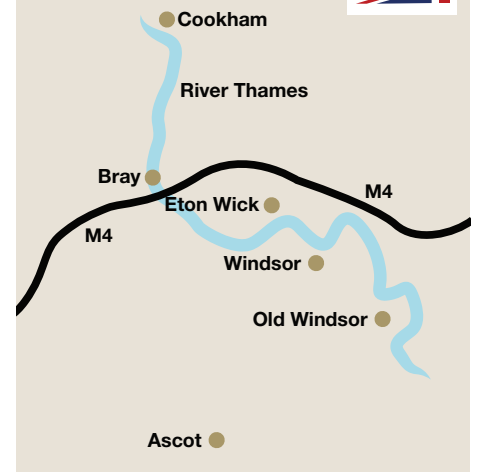 Cookham
River Thames
Bray
Eton Wick
M4
M4
Windsor
Old Windsor
Ascot